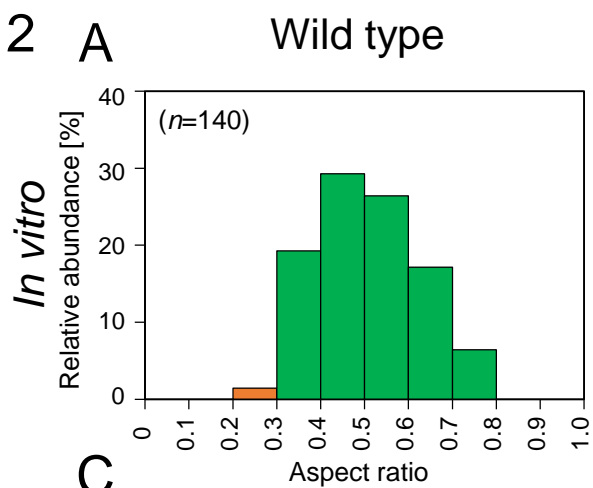 2 A Wild type
(n=140)
40
30
20
10
0
In vitro
Relative abundance [%]
0 0.1 0.2 0.3 0.4 0.5 0.6 0.7 0.8 0.9 1.0
Aspect ratio
C